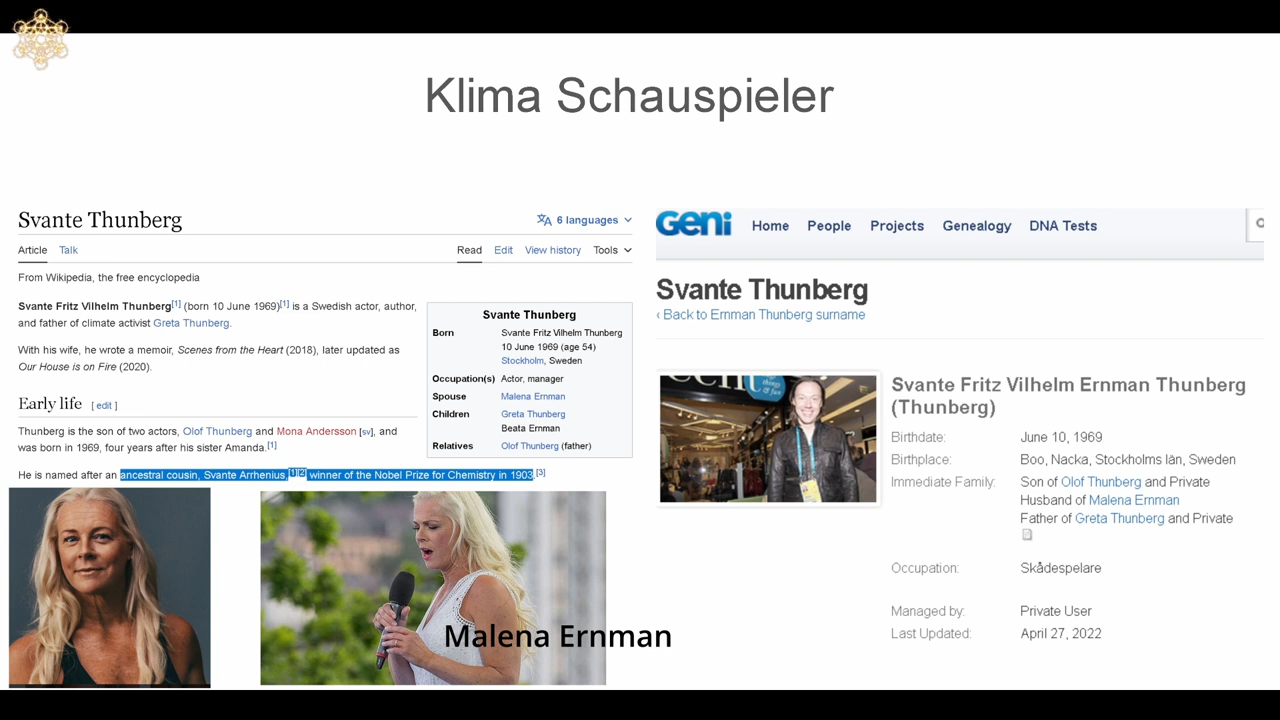 Klima Schauspieler
Svante Thunberg
6 languages
Article Talk
Read Edit View history Tools
From Wikipedia, the free encyclopedia
Svante Fritz Vilhelm Thunberg[1] (born 10 June 1969)[1] is a Swedish actor, author,
and father of climate activist Greta Thunberg.
With his wife, he wrote a memoir, Scenes from the Heart (2018), later updated as
Our House is on Fire (2020).
Early life [ edit ]
Thunberg is the son of two actors, Olof Thunberg and Mona Andersson [sv], and
was born in 1969, four years after his sister Amanda.[1]
He is named after an ancestral cousin, Svante Arrhenius,[1][2] winner of the Nobel Prize for Chemistry in 1903.[3]
Svante Thunberg
Born Svante Fritz Vilhelm Thunberg
10 June 1969 (age 54)
Stockholm, Sweden
Occupation(s) Actor, manager
Spouse Malena Ernman
Children Greta Thunberg
Beata Ernman
Relatives Olof Thunberg (father)
Malena Ernman
Geni Home People Projects Genealogy DNA Tests
Svante Thunberg
‹ Back to Ernman Thunberg surname
Svante Fritz Vilhelm Ernman Thunberg
(Thunberg)
Birthdate: June 10, 1969
Birthplace: Boo, Nacka, Stockholms län, Sweden
Immediate Family: Son of Olof Thunberg and Private
Husband of Malena Ernman
Father of Greta Thunberg and Private
Occupation: Skådespelare
Managed by: Private User
Last Updated: April 27, 2022